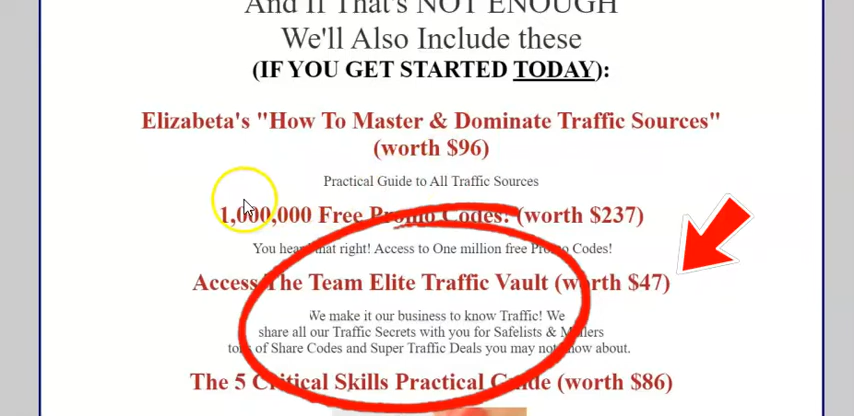 And If That's NOT ENOUGH
We'll Also Include these
(IF YOU GET STARTED TODAY):
Elizabeta's "How To Master & Dominate Traffic Sources"
(worth $96)
Practical Guide to All Traffic Sources
1,000,000 Free Promo Codes! (worth $237)
You heard that right! Access to One million free Promo Codes!
Access The Team Elite Traffic Vault (worth $47)
We make it our business to know Traffic! We
share all our Traffic Secrets with you for Safelists & Mailers
tons of Share Codes and Super Traffic Deals you may not know about.
The 5 Critical Skills Practical Guide (worth $86)